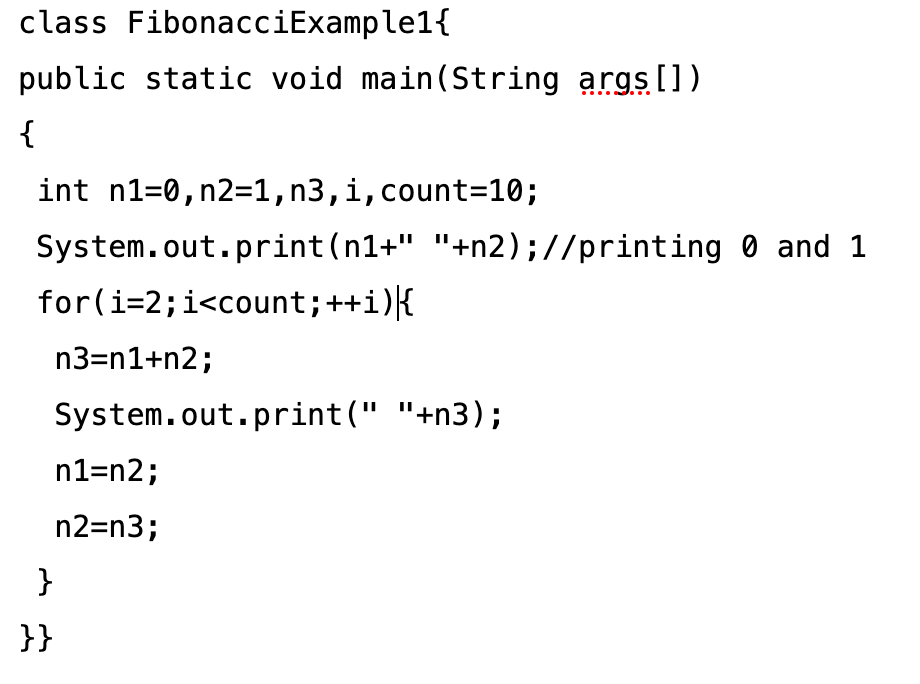 class FibonacciExample1{
public static void main(String args[])
{
 int n1=0,n2=1,n3,i,count=10;
 System.out.print(n1+" "+n2);//printing 0 and 1
 for(i=2;i<count;++i){
  n3=n1+n2;
  System.out.print(" "+n3);
  n1=n2;
  n2=n3;
 }
}}